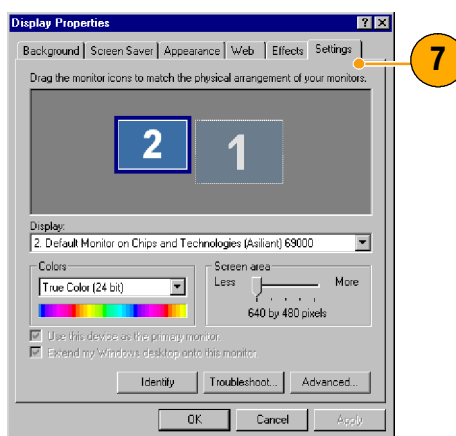 Display Properties
Background Screen Saver Appearance Web Effects Settings
7
Drag the monitor icons to match the physical arrangement of your monitors.
2 1
Display:
2. Default Monitor on Chips and Technologies (Asiliant) 69000
Colors
True Color (24 bit)
Screen area
Less More
640 by 480 pixels
Use this device as the primary monitor.
Extend my Windows desktop onto this monitor.
Identify Troubleshoot... Advanced...
OK Cancel Apply